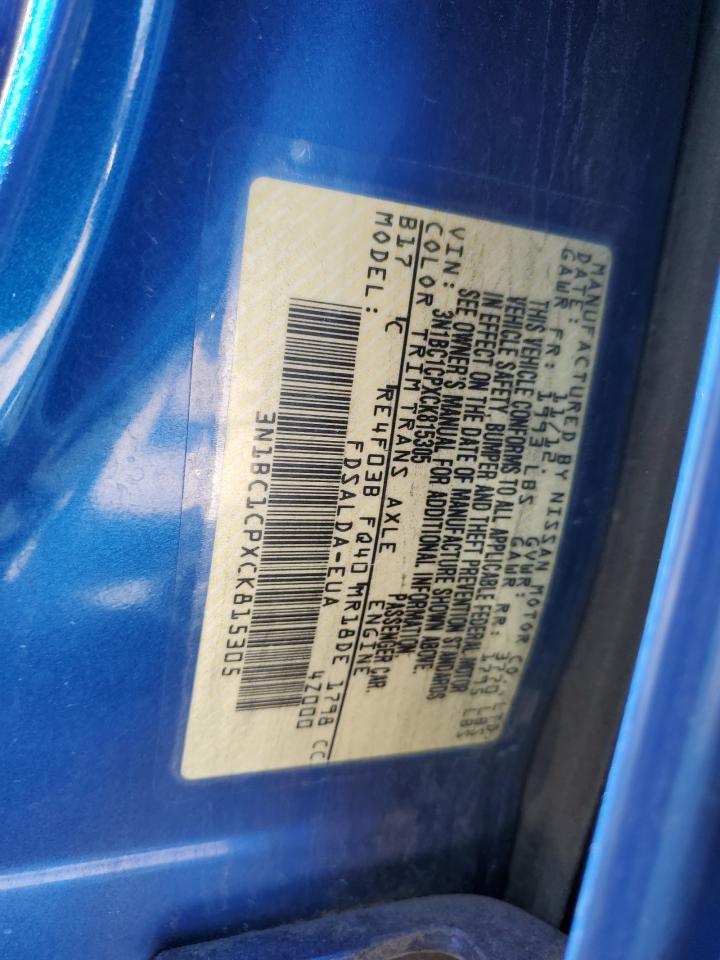 MANUFACTURED BY NISSAN MOTOR CO., LTD.
DATE: 11/12. GVWR: 3720 LBS
GAWR FR: 1993 LBS GAWR RR: 1795 LBS
THIS VEHICLE CONFORMS TO ALL APPLICABLE FEDERAL MOTOR
VEHICLE SAFETY, BUMPER AND THEFT PREVENTION STANDARDS
IN EFFECT ON THE DATE OF MANUFACTURE SHOWN ABOVE.
SEE OWNER'S MANUAL FOR ADDITIONAL INFORMATION.
VIN: 3N1BC1CPXCK815305 PASSENGER CAR.
COLOR TRIM TRANS AXLE ENGINE
B17 C RE4F03B FQ40 MR18DE 1798 CC
MODEL: FDSALDA-EUA 4Z000
3N1BC1CPXCK815305